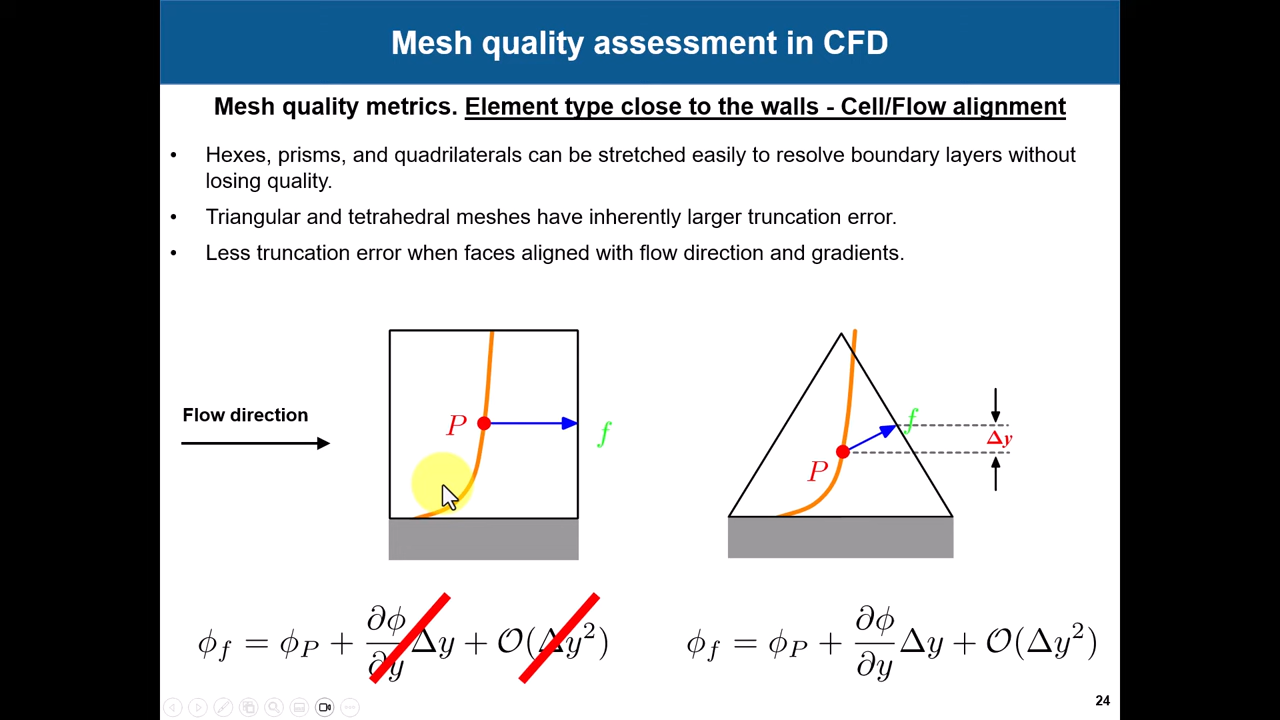 Mesh quality assessment in CFD
Mesh quality metrics. Element type close to the walls - Cell/Flow alignment
• Hexes, prisms, and quadrilaterals can be stretched easily to resolve boundary layers without
losing quality.
• Triangular and tetrahedral meshes have inherently larger truncation error.
• Less truncation error when faces aligned with flow direction and gradients.
Flow direction
P
f
P
f
Δy
ϕ_f = ϕ_P + ∂ϕ/∂y Δy + 𝒪(Δy²)
ϕ_f = ϕ_P + ∂ϕ/∂y Δy + 𝒪(Δy²)
24